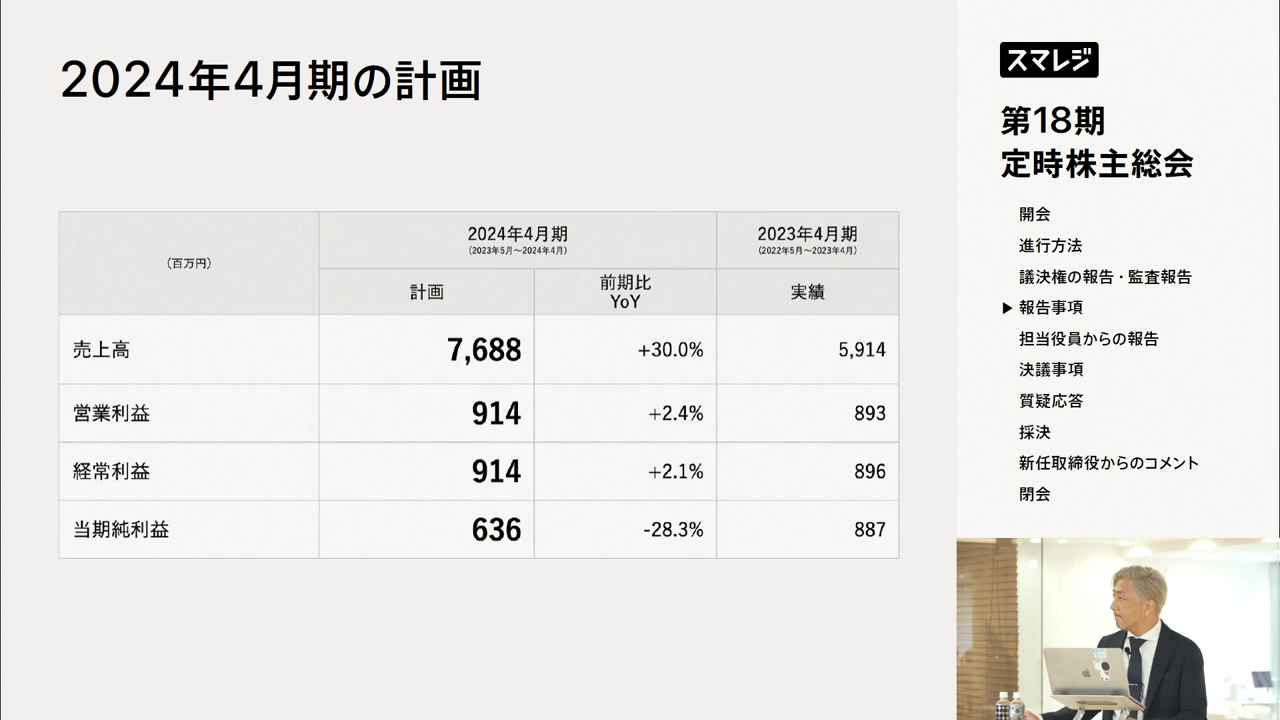 2024年4月期の計画
（百万円）
2024年4月期
（2023年5月～2024年4月）
2023年4月期
（2022年5月～2023年4月）
計画
前期比
YoY
実績
売上高 7,688 +30.0% 5,914
営業利益 914 +2.4% 893
経常利益 914 +2.1% 896
当期純利益 636 -28.3% 887
スマレジ
第18期
定時株主総会
開会
進行方法
議決権の報告・監査報告
▶ 報告事項
担当役員からの報告
決議事項
質疑応答
採決
新任取締役からのコメント
閉会